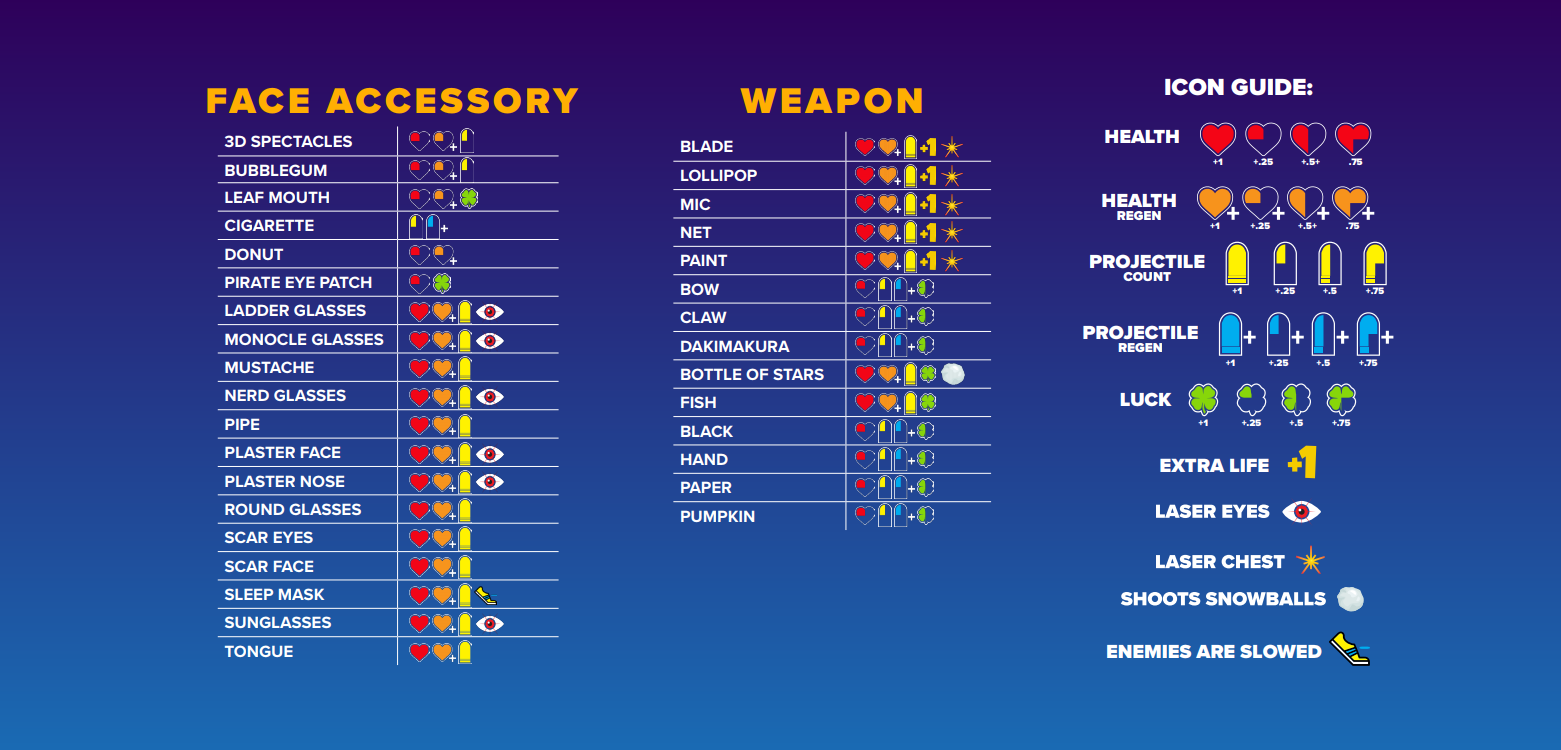 FACE ACCESSORY
3D SPECTACLES
BUBBLEGUM
LEAF MOUTH
CIGARETTE
DONUT
PIRATE EYE PATCH
LADDER GLASSES
MONOCLE GLASSES
MUSTACHE
NERD GLASSES
PIPE
PLASTER FACE
PLASTER NOSE
ROUND GLASSES
SCAR EYES
SCAR FACE
SLEEP MASK
SUNGLASSES
TONGUE
WEAPON
BLADE +1
LOLLIPOP +1
MIC +1
NET +1
PAINT +1
BOW
CLAW
DAKIMAKURA
BOTTLE OF STARS
FISH
BLACK
HAND
PAPER
PUMPKIN
ICON GUIDE:
HEALTH
+1 +.25 +.5+ .75
HEALTH
REGEN
+1 +.25 +.5+ .75
PROJECTILE
COUNT
+1 +.25 +.5 +.75
PROJECTILE
REGEN
+1 +.25 +.5 +.75
LUCK
+1 +.25 +.5 +.75
EXTRA LIFE +1
LASER EYES
LASER CHEST
SHOOTS SNOWBALLS
ENEMIES ARE SLOWED